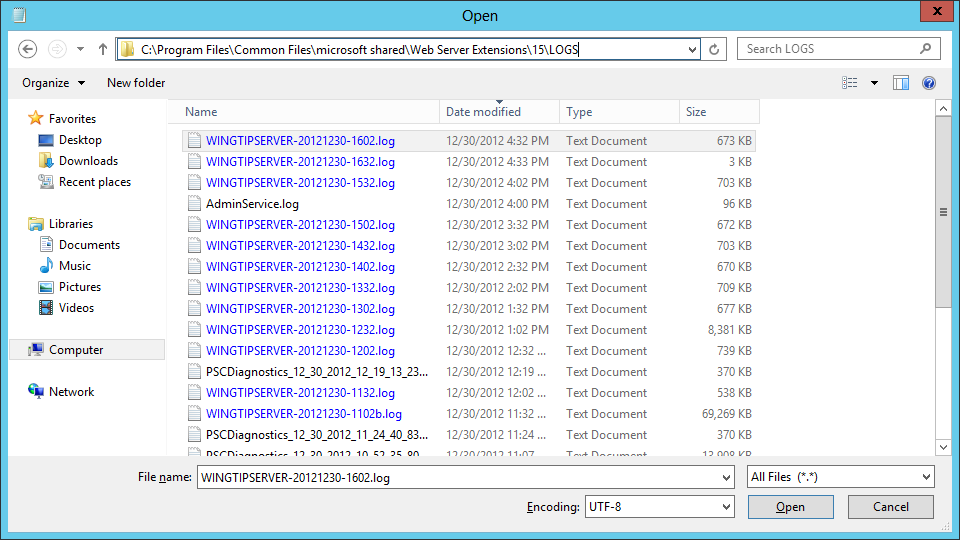 Open
C:\Program Files\Common Files\microsoft shared\Web Server Extensions\15\LOGS
Search LOGS
Organize New folder
Favorites
Desktop
Downloads
Recent places
Libraries
Documents
Music
Pictures
Videos
Computer
Network
Name Date modified Type Size
WINGTIPSERVER-20121230-1602.log 12/30/2012 4:32 PM Text Document 673 KB
WINGTIPSERVER-20121230-1632.log 12/30/2012 4:33 PM Text Document 3 KB
WINGTIPSERVER-20121230-1532.log 12/30/2012 4:02 PM Text Document 703 KB
AdminService.log 12/30/2012 4:00 PM Text Document 96 KB
WINGTIPSERVER-20121230-1502.log 12/30/2012 3:32 PM Text Document 672 KB
WINGTIPSERVER-20121230-1432.log 12/30/2012 3:02 PM Text Document 703 KB
WINGTIPSERVER-20121230-1402.log 12/30/2012 2:32 PM Text Document 670 KB
WINGTIPSERVER-20121230-1332.log 12/30/2012 2:02 PM Text Document 709 KB
WINGTIPSERVER-20121230-1302.log 12/30/2012 1:32 PM Text Document 677 KB
WINGTIPSERVER-20121230-1232.log 12/30/2012 1:02 PM Text Document 8,381 KB
WINGTIPSERVER-20121230-1202.log 12/30/2012 12:32 ... Text Document 739 KB
PSCDiagnostics_12_30_2012_12_19_13_23... 12/30/2012 12:19 ... Text Document 370 KB
WINGTIPSERVER-20121230-1132.log 12/30/2012 12:02 ... Text Document 538 KB
WINGTIPSERVER-20121230-1102b.log 12/30/2012 11:32 ... Text Document 69,269 KB
PSCDiagnostics_12_30_2012_11_24_40_83... 12/30/2012 11:24 ... Text Document 370 KB
PSCDiagnostics_12_30_2012_10_52_35_80... 12/30/2012 11:07 ... Text Document 13,908 KB
File name: WINGTIPSERVER-20121230-1602.log All Files (*.*)
Encoding: UTF-8 Open Cancel